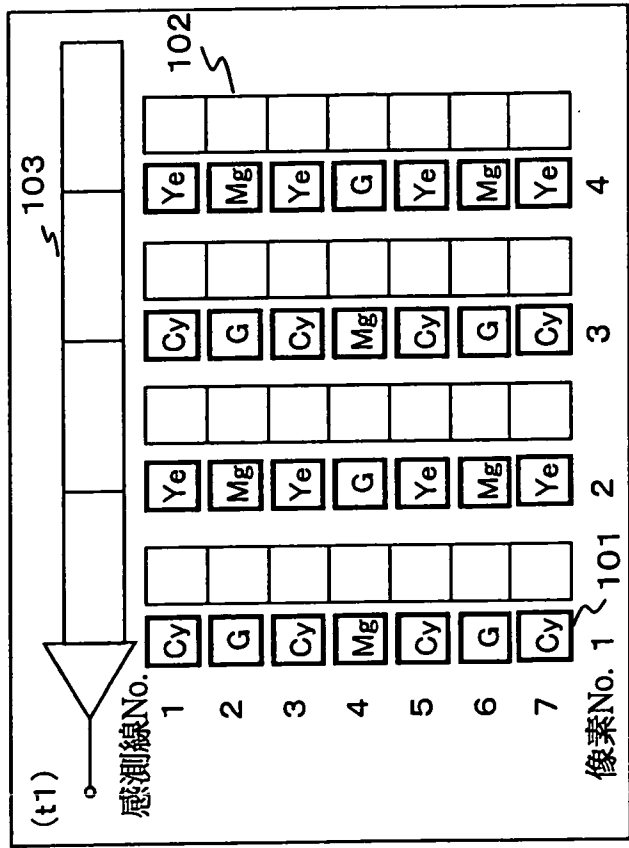 (t1)
103
感測線No.
1 Cy Ye Cy Ye
102
2 G Mg G Mg
3 Cy Ye Cy Ye
4 Mg G Mg G
5 Cy Ye Cy Ye
6 G Mg G Mg
7 Cy Ye Cy Ye
101
像素No. 1 2 3 4